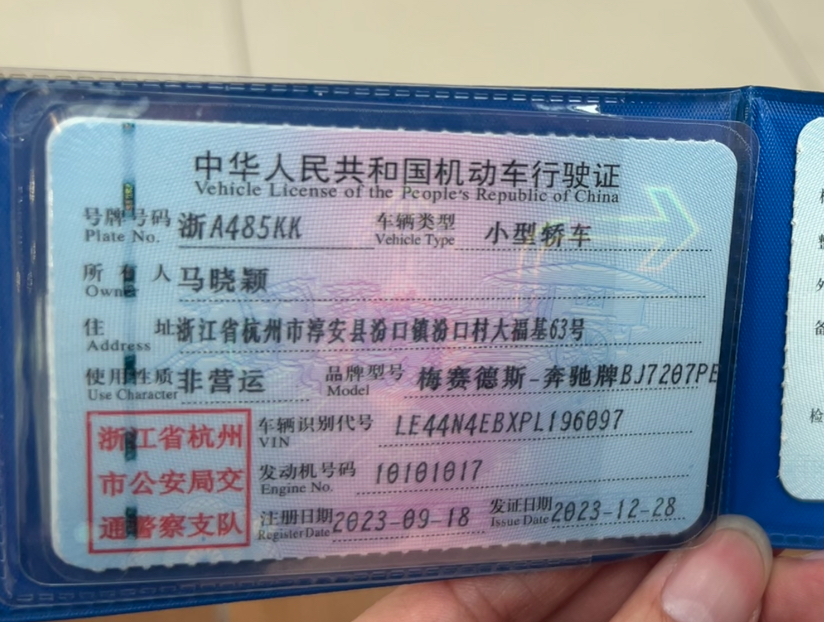 中华人民共和国机动车行驶证
Vehicle License of the People's Republic of China
号牌号码 浙A485KK 车辆类型 小型轿车
Plate No. Vehicle Type
所有人 马晓颖
Owner
住址 浙江省杭州市淳安县汾口镇汾口村大福基63号
Address
使用性质 非营运 品牌型号 梅赛德斯-奔驰牌BJ7207PE
Use Character Model
浙江省杭州 车辆识别代号 LE44N4EBXPL196097
VIN
市公安局交 发动机号码 10101017
Engine No.
通警察支队 注册日期 2023-09-18 发证日期 2023-12-28
Register Date Issue Date
检